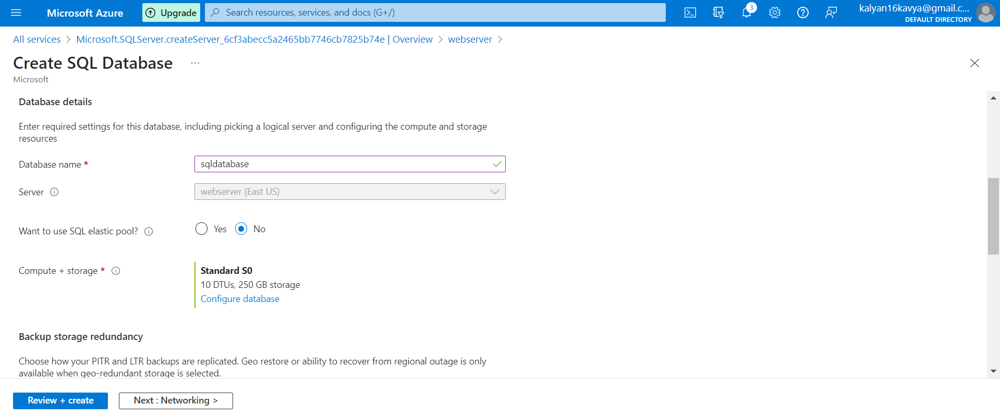 Microsoft Azure
Upgrade
Search resources, services, and docs (G+/)
3
kalyan16kavya@gmail.c...
DEFAULT DIRECTORY
All services > Microsoft.SQLServer.createServer_6cf3abecc5a2465bb7746cb7825b74e | Overview > webserver >
Create SQL Database ...
Microsoft
Database details
Enter required settings for this database, including picking a logical server and configuring the compute and storage
resources
Database name *
sqldatabase
Server
webserver (East US)
Want to use SQL elastic pool?
Yes
No
Compute + storage *
Standard S0
10 DTUs, 250 GB storage
Configure database
Backup storage redundancy
Choose how your PITR and LTR backups are replicated. Geo restore or ability to recover from regional outage is only
available when geo-redundant storage is selected.
Review + create
Next : Networking >